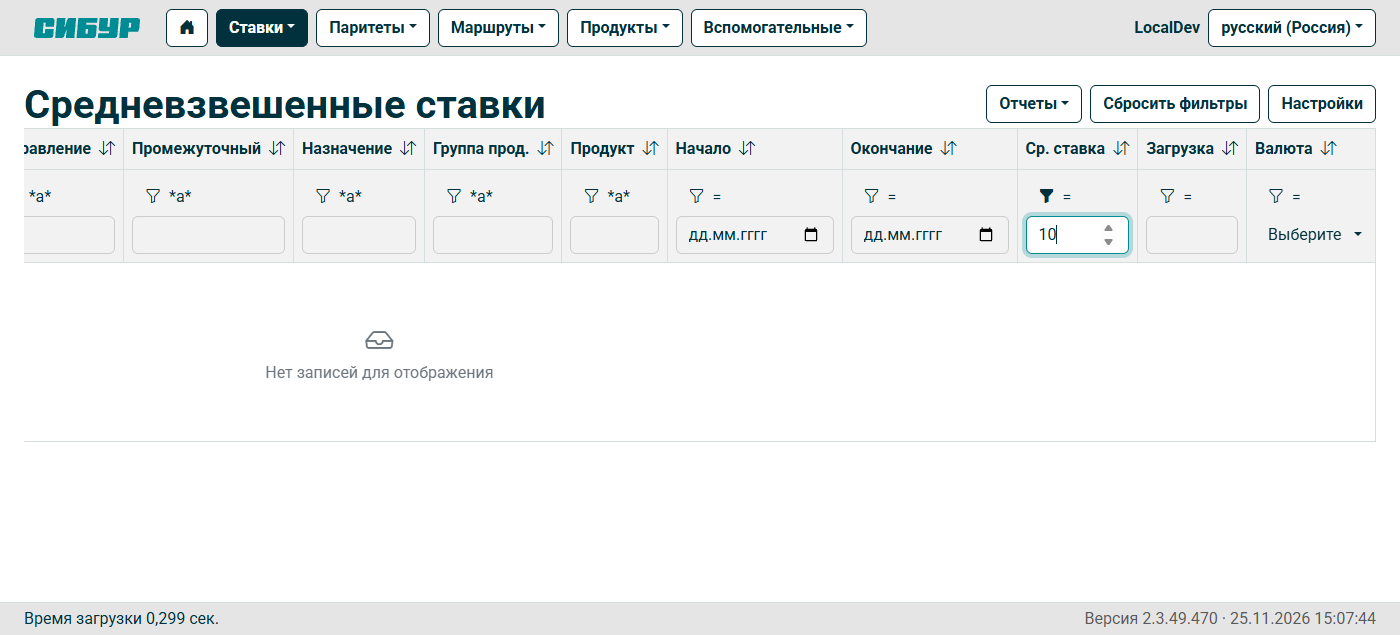 СИБУР Ставки Паритеты Маршруты Продукты Вспомогательные LocalDev русский (Россия)
Средневзвешенные ставки Отчеты Сбросить фильтры Настройки
равление Промежуточный Назначение Группа прод. Продукт Начало Окончание Ср. ставка Загрузка Валюта
*a* *a* *a* *a* *a* = = = = =
дд.мм.гггг дд.мм.гггг 10 Выберите
Нет записей для отображения
Время загрузки 0,299 сек. Версия 2.3.49.470 · 25.11.2026 15:07:44